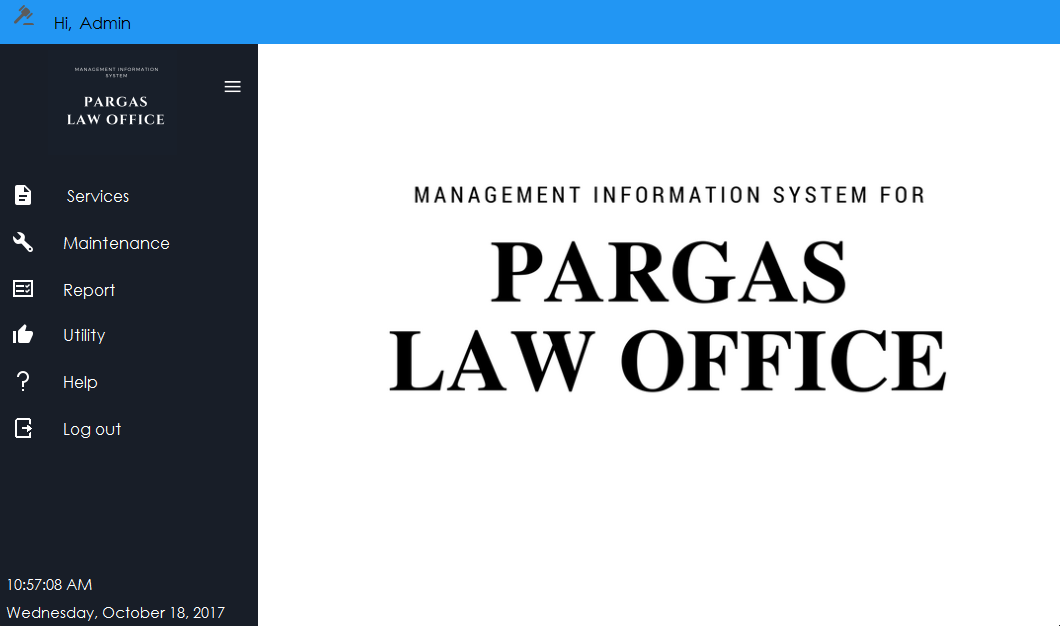 Hi, Admin
MANAGEMENT INFORMATION
SYSTEM
PARGAS
LAW OFFICE
Services
Maintenance
Report
Utility
Help
Log out
10:57:08 AM
Wednesday, October 18, 2017
MANAGEMENT INFORMATION SYSTEM FOR
PARGAS
LAW OFFICE